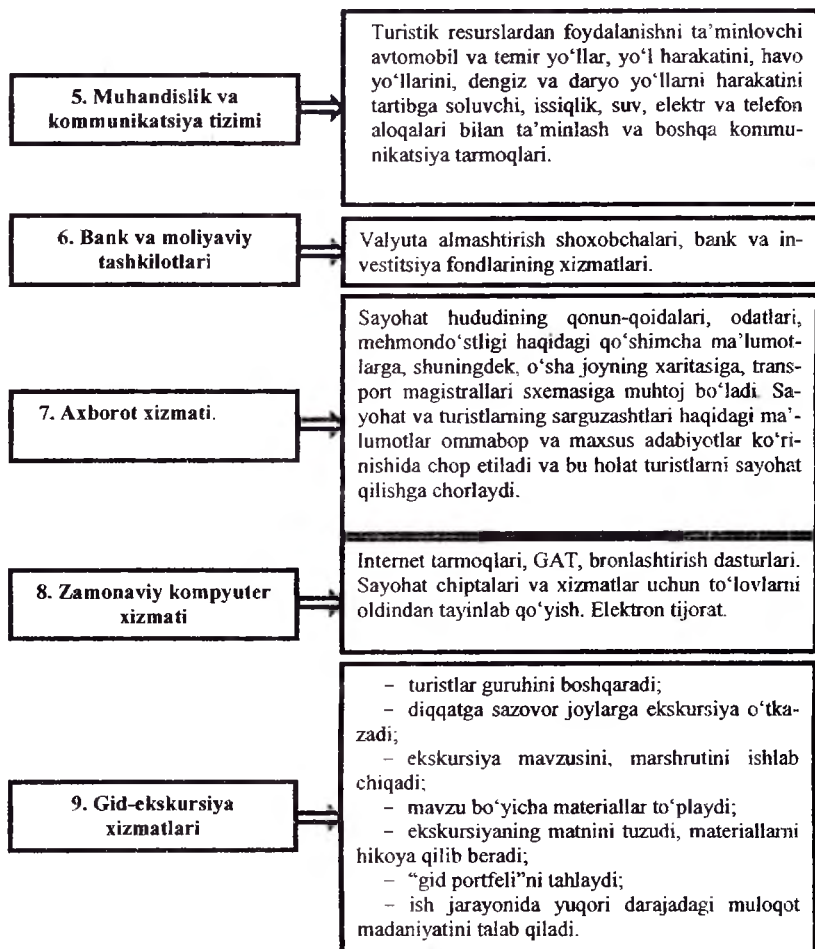 5. Muhandislik va
kommunikatsiya tizimi
Turistik resurslardan foydalanishni ta’minlovchi
avtomobil va temir yo‘llar, yo‘l harakatini, havo
yo‘llarini, dengiz va daryo yo‘llarni harakatini
tartibga soluvchi, issiqlik, suv, elektr va telefon
aloqalari bilan ta’minlash va boshqa kommu-
nikatsiya tarmoqlari.
6. Bank va moliyaviy
tashkilotlari
Valyuta almashtirish shoxobchalari, bank va in-
vestitsiya fondlarining xizmatlari.
7. Axborot xizmati.
Sayohat hududining qonun-qoidalari, odatlari,
mehmondo‘stligi haqidagi qo‘shimcha ma’lumot-
larga, shuningdek, o‘sha joyning xaritasiga, trans-
port magistrallari sxemasiga muhtoj bo‘ladi. Sa-
yohat va turistlarning sarguzashtlari haqidagi ma’-
lumotlar ommabop va maxsus adabiyotlar ko‘ri-
nishida chop etiladi va bu holat turistlarni sayohat
qilishga chorlaydi.
8. Zamonaviy kompyuter
xizmati
Internet tarmoqlari, GAT, bronlashtirish dasturlari.
Sayohat chiptalari va xizmatlar uchun to‘lovlarni
oldindan tayinlab qo‘yish. Elektron tijorat.
9. Gid-ekskursiya
xizmatlari
– turistlar guruhini boshqaradi;
– diqqatga sazovor joylarga ekskursiya o‘tka-
zadi;
– ekskursiya mavzusini, marshrutini ishlab
chiqadi;
– mavzu bo‘yicha materiallar to‘playdi;
– ekskursiyaning matnini tuzudi, materiallarni
hikoya qilib beradi;
– “gid portfeli”ni tahlaydi;
– ish jarayonida yuqori darajadagi muloqot
madaniyatini talab qiladi.